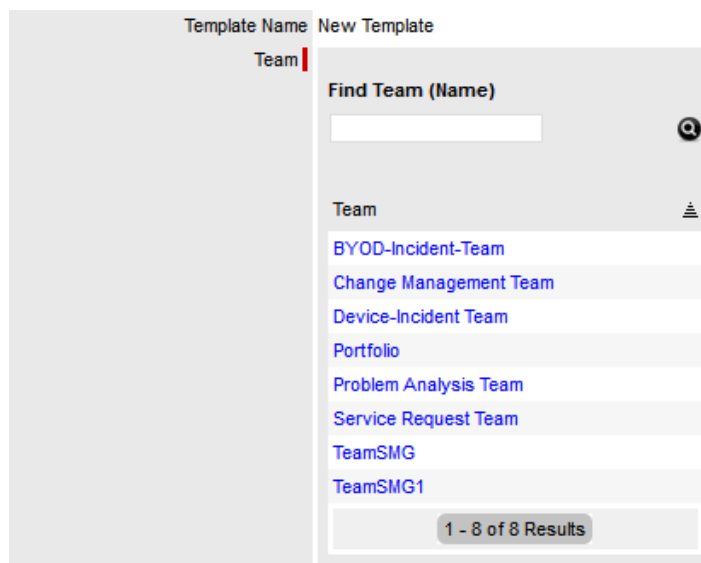 Template Name New Template
Team
Find Team (Name)
Team
BYOD-Incident-Team
Change Management Team
Device-Incident Team
Portfolio
Problem Analysis Team
Service Request Team
TeamSMG
TeamSMG1
1 - 8 of 8 Results